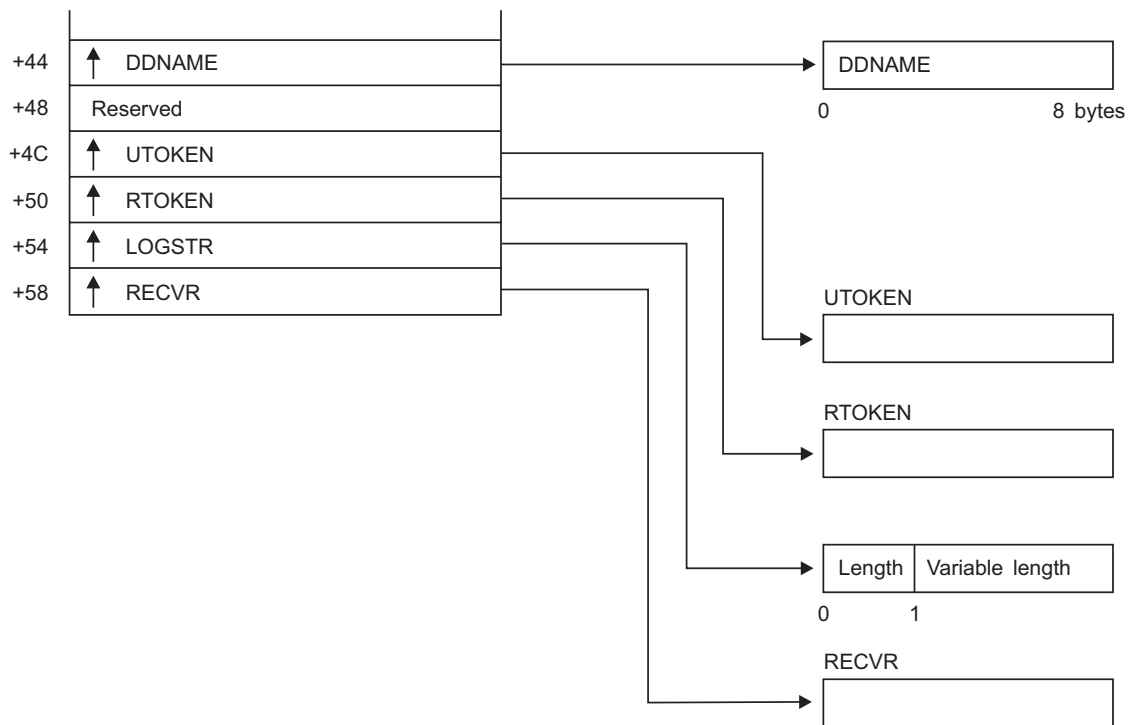 +44 DDNAME
+48 Reserved
+4C UTOKEN
+50 RTOKEN
+54 LOGSTR
+58 RECVR
DDNAME
0 8 bytes
UTOKEN
RTOKEN
Length Variable length
0 1
RECVR